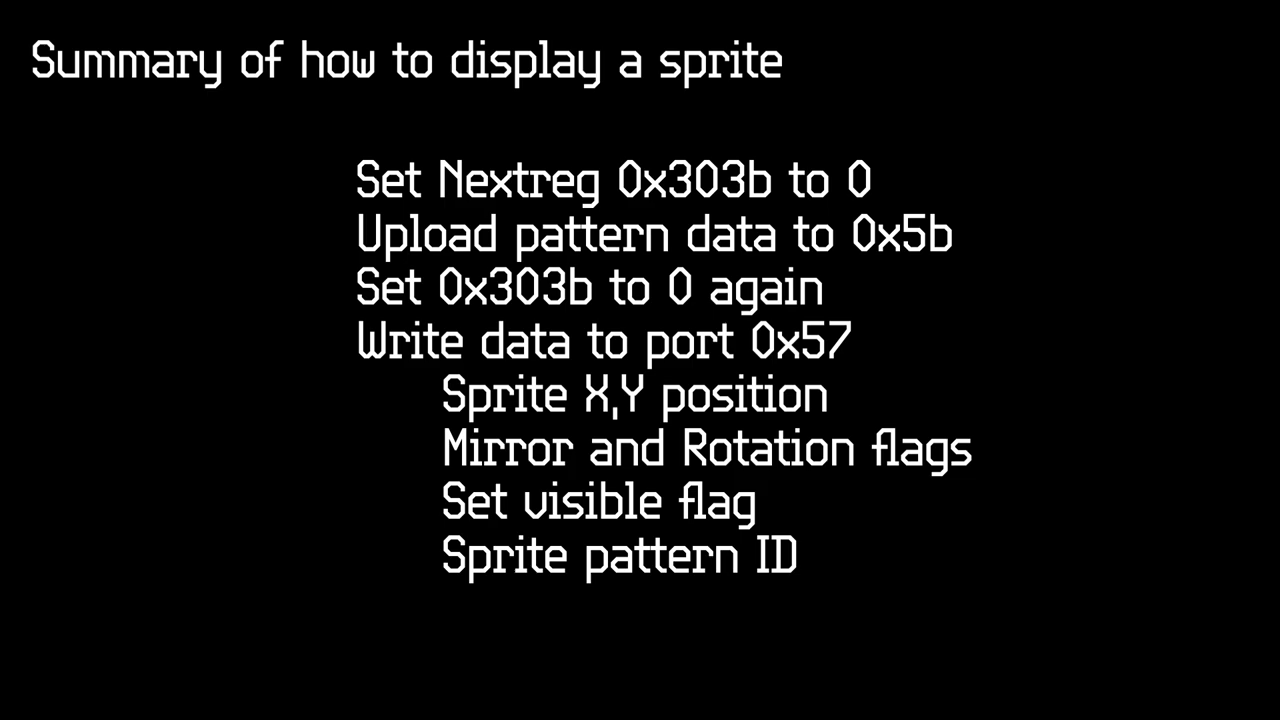 Summary of how to display a sprite
Set Nextreg 0x303b to 0
Upload pattern data to 0x5b
Set 0x303b to 0 again
Write data to port 0x57
Sprite X,Y position
Mirror and Rotation flags
Set visible flag
Sprite pattern ID